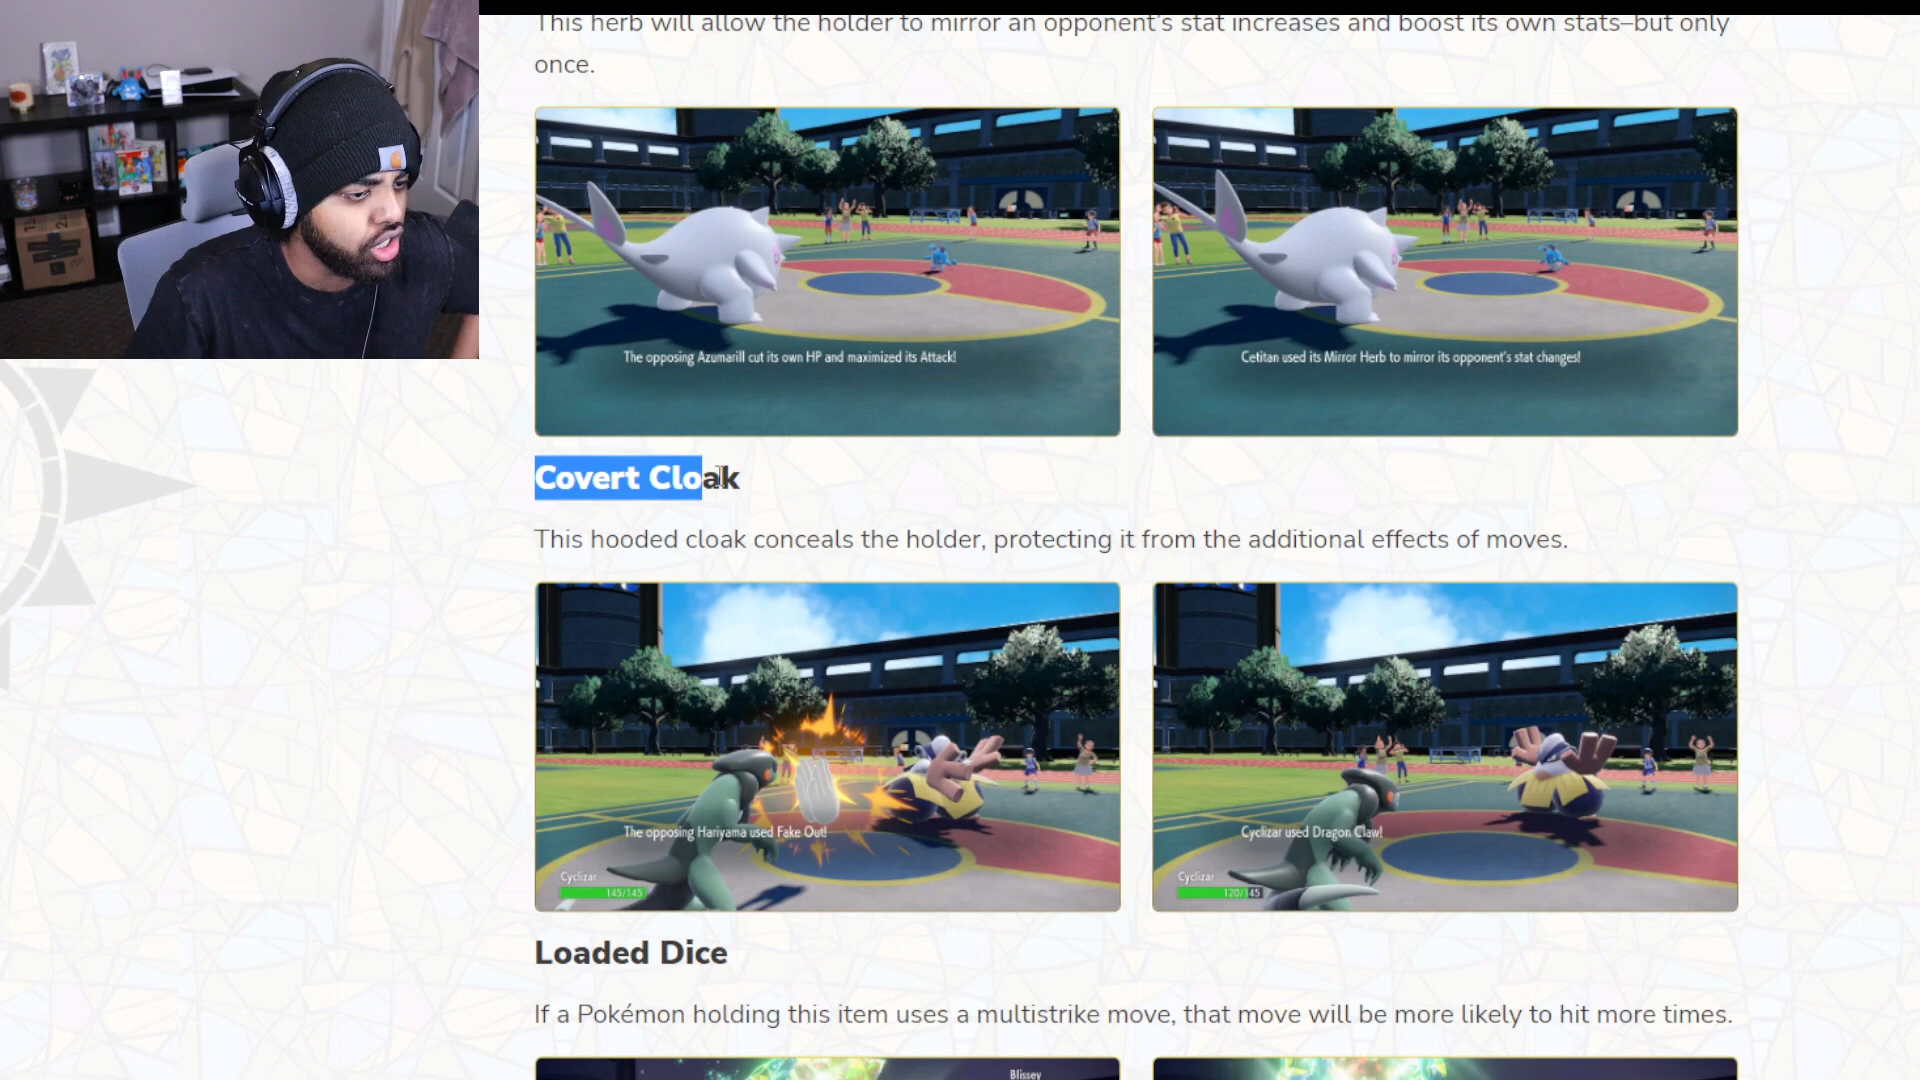 This herb will allow the holder to mirror an opponent's stat increases and boost its own stats–but only
once.
The opposing Azumarill cut its own HP and maximized its Attack!
Cetitan used its Mirror Herb to mirror its opponent's stat changes!
Covert Cloak
This hooded cloak conceals the holder, protecting it from the additional effects of moves.
The opposing Hariyama used Fake Out!
Cyclizar
145/145
Cyclizar used Dragon Claw!
Cyclizar
120/145
Loaded Dice
If a Pokémon holding this item uses a multistrike move, that move will be more likely to hit more times.
Blissey